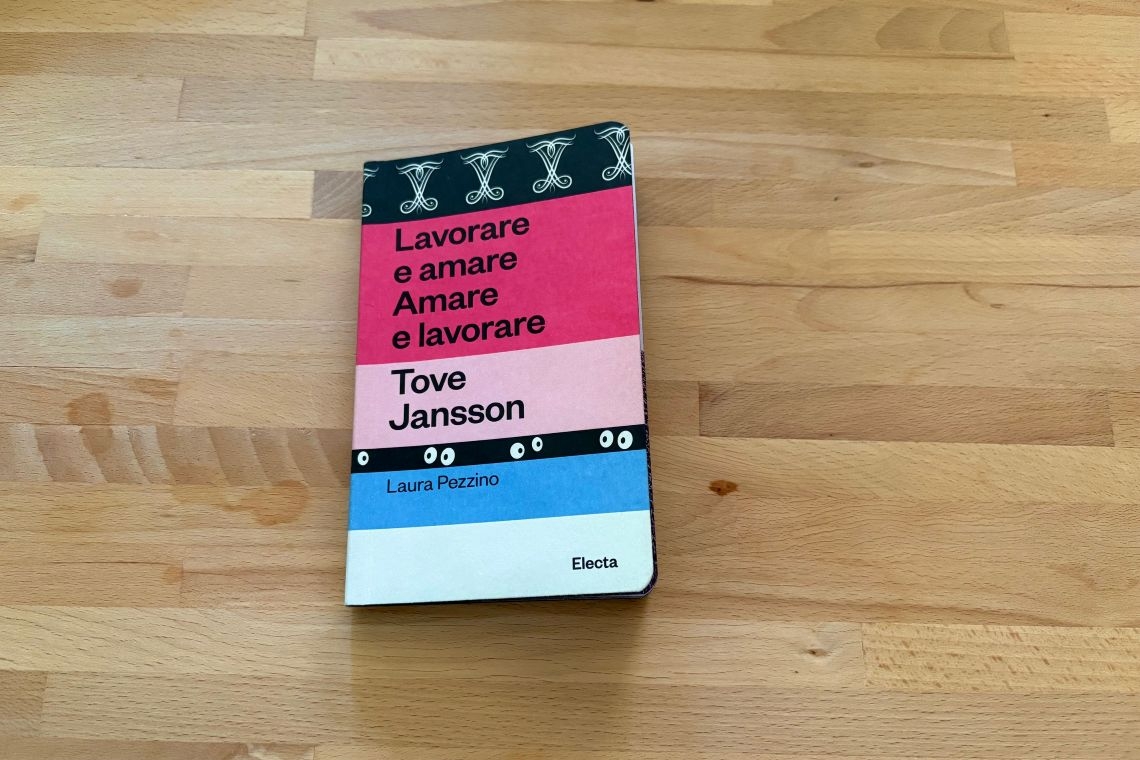 Lavorare
e amare
Amare
e lavorare
Tove
Jansson
Laura Pezzino
Electa